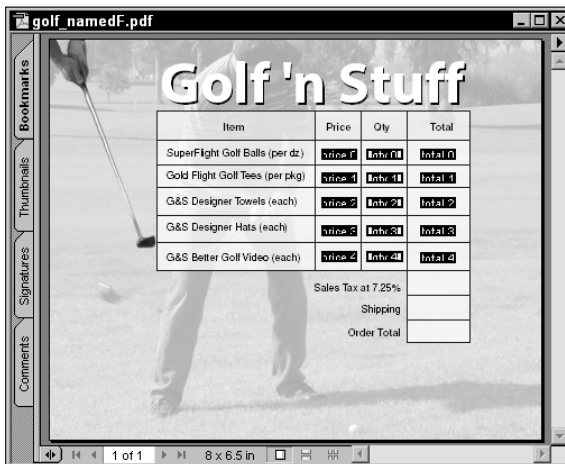 golf_namedF.pdf
Bookmarks
Thumbnails
Signatures
Comments
Golf 'n Stuff
Item Price Qty Total
SuperFlight Golf Balls (per dz) price 0 qty 0 total 0
Gold Flight Golf Tees (per pkg) price 1 qty 1 total 1
G&S Designer Towels (each) price 2 qty 2 total 2
G&S Designer Hats (each) price 3 qty 3 total 3
G&S Better Golf Video (each) price 4 qty 4 total 4
Sales Tax at 7.25%
Shipping
Order Total
1 of 1 8 x 6.5 in